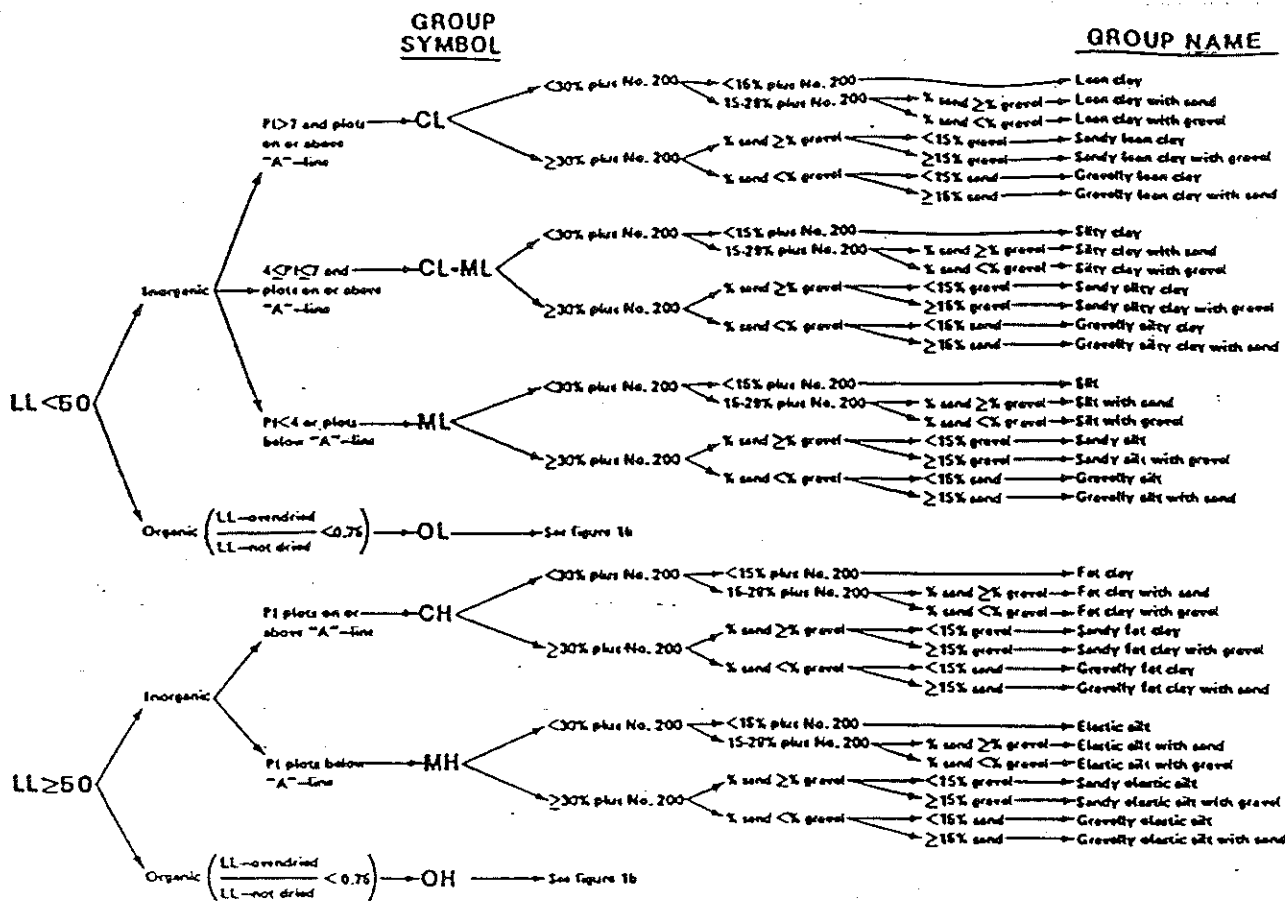 GROUP SYMBOL
GROUP NAME
LL<50
Inorganic
PI>7 and plots on or above "A"-line
CL
<30% plus No. 200
<15% plus No. 200
Lean clay
15-29% plus No. 200
% sand ≥% gravel
Lean clay with sand
% sand <% gravel
Lean clay with gravel
≥30% plus No. 200
% sand ≥% gravel
<15% gravel
Sandy lean clay
≥15% gravel
Sandy lean clay with gravel
% sand <% gravel
<15% sand
Gravelly lean clay
≥15% sand
Gravelly lean clay with sand
4≤PI≤7 and plots on or above "A"-line
CL-ML
<30% plus No. 200
<15% plus No. 200
Silty clay
15-29% plus No. 200
% sand ≥% gravel
Silty clay with sand
% sand <% gravel
Silty clay with gravel
≥30% plus No. 200
% sand ≥% gravel
<15% gravel
Sandy silty clay
≥15% gravel
Sandy silty clay with gravel
% sand <% gravel
<15% sand
Gravelly silty clay
≥15% sand
Gravelly silty clay with sand
PI<4 or plots below "A"-line
ML
<30% plus No. 200
<15% plus No. 200
Silt
15-29% plus No. 200
% sand ≥% gravel
Silt with sand
% sand <% gravel
Silt with gravel
≥30% plus No. 200
% sand ≥% gravel
<15% gravel
Sandy silt
≥15% gravel
Sandy silt with gravel
% sand <% gravel
<15% sand
Gravelly silt
≥15% sand
Gravelly silt with sand
Organic (LL-ovendried / LL-not dried <0.75)
OL
See figure 1b
LL≥50
Inorganic
PI plots on or above "A"-line
CH
<30% plus No. 200
<15% plus No. 200
Fat clay
15-29% plus No. 200
% sand ≥% gravel
Fat clay with sand
% sand <% gravel
Fat clay with gravel
≥30% plus No. 200
% sand ≥% gravel
<15% gravel
Sandy fat clay
≥15% gravel
Sandy fat clay with gravel
% sand <% gravel
<15% sand
Gravelly fat clay
≥15% sand
Gravelly fat clay with sand
PI plots below "A"-line
MH
<30% plus No. 200
<15% plus No. 200
Elastic silt
15-29% plus No. 200
% sand ≥% gravel
Elastic silt with sand
% sand <% gravel
Elastic silt with gravel
≥30% plus No. 200
% sand ≥% gravel
<15% gravel
Sandy elastic silt
≥15% gravel
Sandy elastic silt with gravel
% sand <% gravel
<15% sand
Gravelly elastic silt
≥15% sand
Gravelly elastic silt with sand
Organic (LL-ovendried / LL-not dried <0.75)
OH
See figure 1b